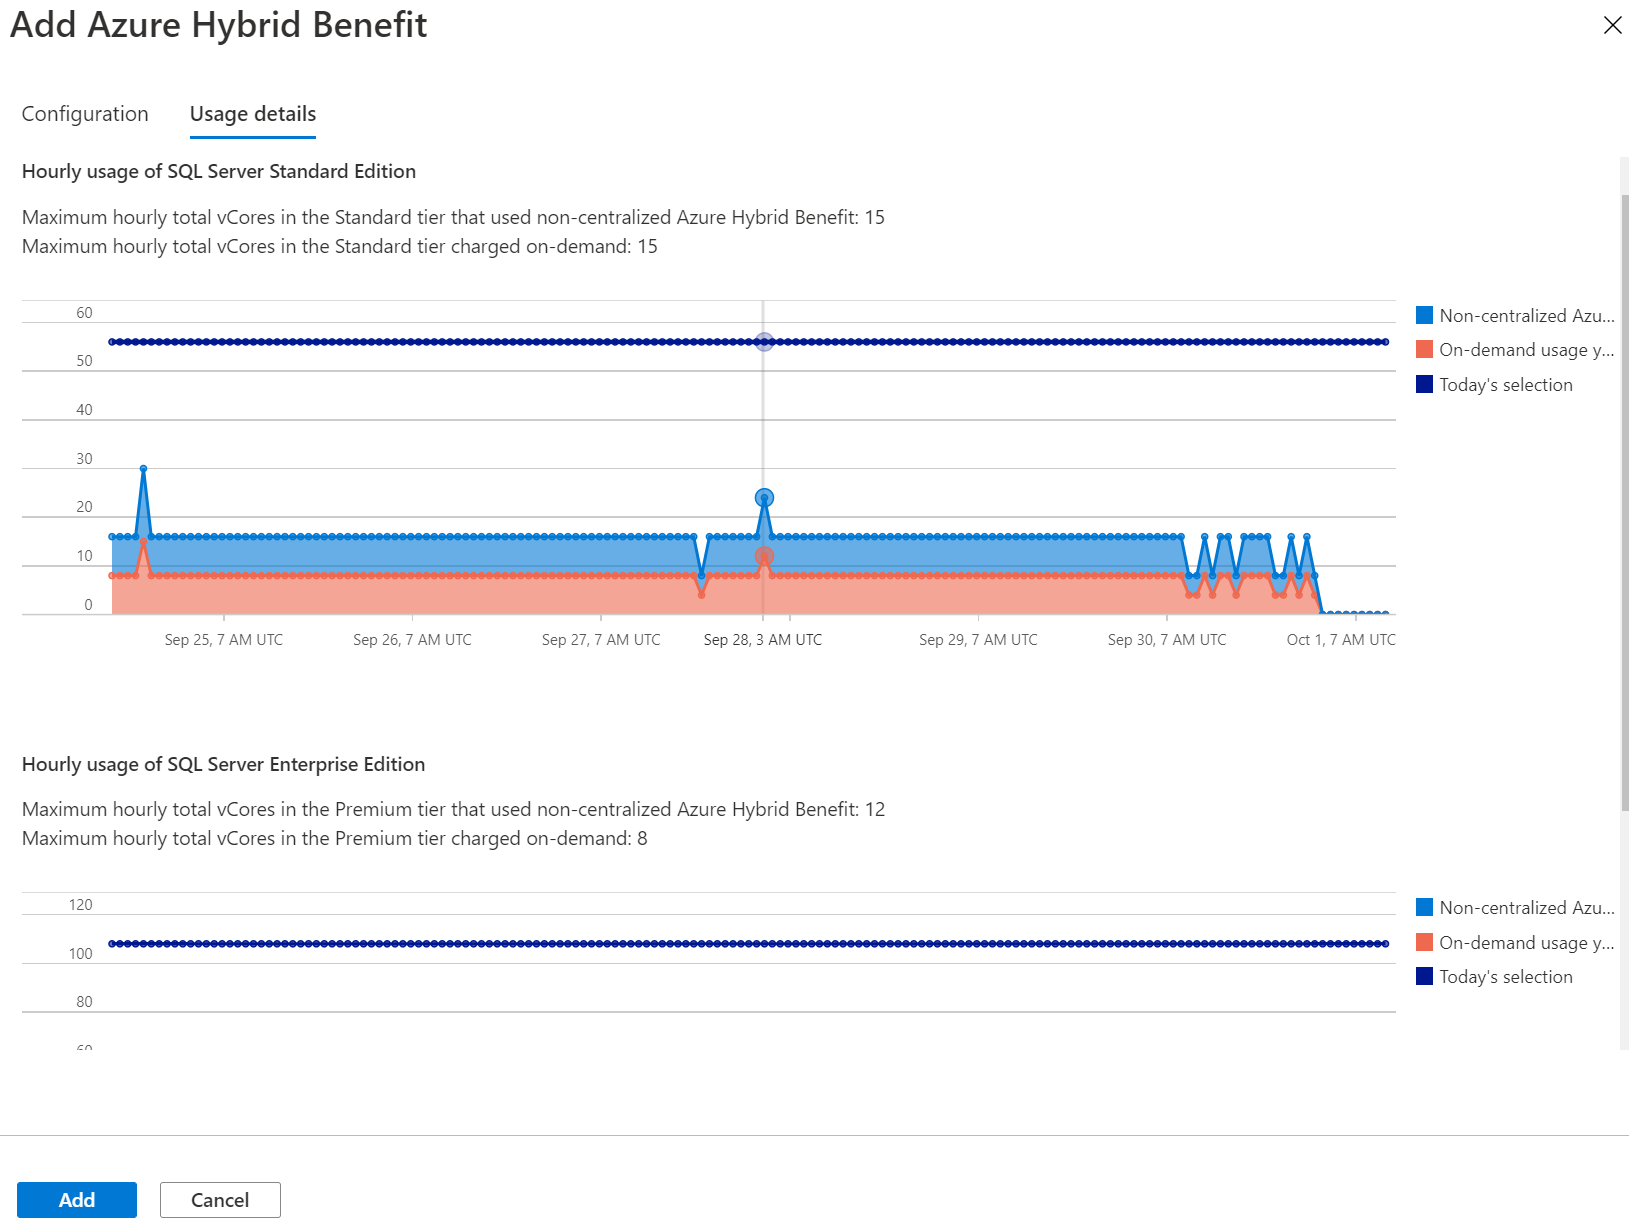 Add Azure Hybrid Benefit
Configuration
Usage details
Hourly usage of SQL Server Standard Edition
Maximum hourly total vCores in the Standard tier that used non-centralized Azure Hybrid Benefit: 15
Maximum hourly total vCores in the Standard tier charged on-demand: 15
60
50
40
30
20
10
0
Sep 25, 7 AM UTC
Sep 26, 7 AM UTC
Sep 27, 7 AM UTC
Sep 28, 3 AM UTC
Sep 29, 7 AM UTC
Sep 30, 7 AM UTC
Oct 1, 7 AM UTC
Non-centralized Azu...
On-demand usage y...
Today's selection
Hourly usage of SQL Server Enterprise Edition
Maximum hourly total vCores in the Premium tier that used non-centralized Azure Hybrid Benefit: 12
Maximum hourly total vCores in the Premium tier charged on-demand: 8
120
100
80
60
Non-centralized Azu...
On-demand usage y...
Today's selection
Add
Cancel